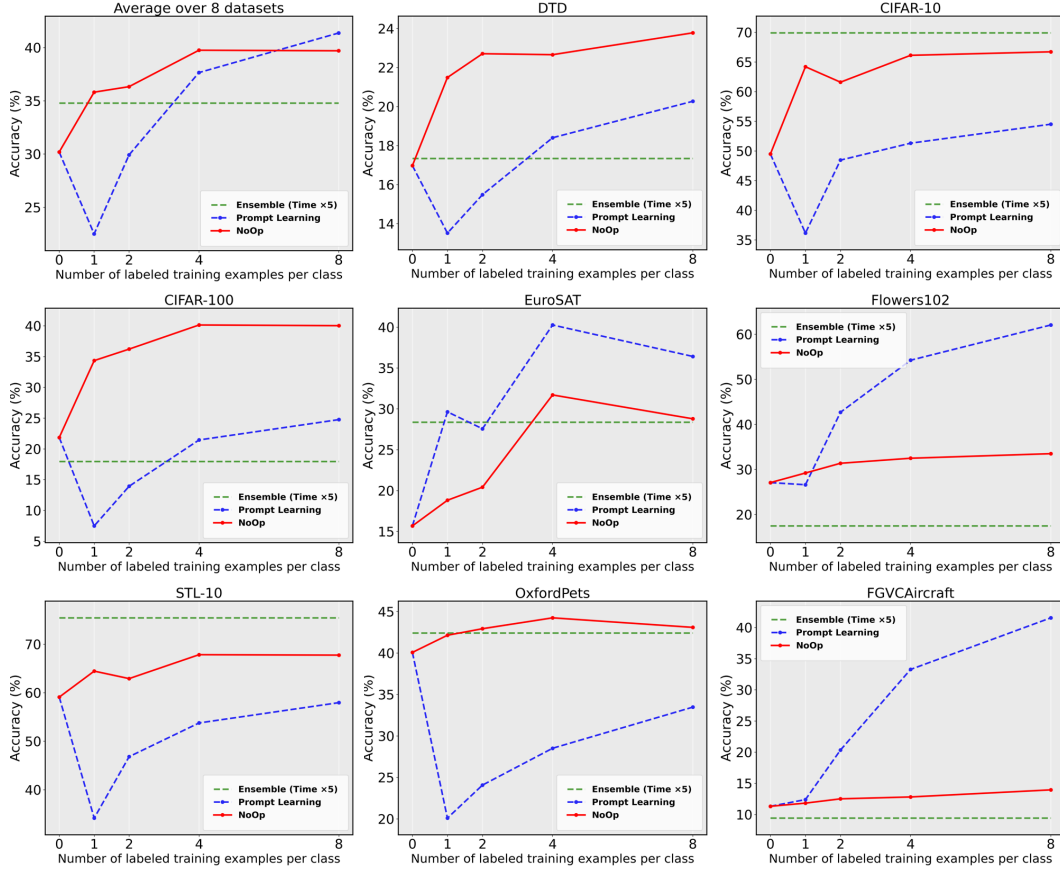 Average over 8 datasets
Accuracy (%)
40
35
30
25
0 1 2 4 8
Number of labeled training examples per class
Ensemble (Time ×5)
Prompt Learning
NoOp
DTD
Accuracy (%)
24
22
20
18
16
14
0 1 2 4 8
Number of labeled training examples per class
Ensemble (Time ×5)
Prompt Learning
NoOp
CIFAR-10
Accuracy (%)
70
65
60
55
50
45
40
35
0 1 2 4 8
Number of labeled training examples per class
Ensemble (Time ×5)
Prompt Learning
NoOp
CIFAR-100
Accuracy (%)
40
35
30
25
20
15
10
5
0 1 2 4 8
Number of labeled training examples per class
Ensemble (Time ×5)
Prompt Learning
NoOp
EuroSAT
Accuracy (%)
40
35
30
25
20
15
0 1 2 4 8
Number of labeled training examples per class
Ensemble (Time ×5)
Prompt Learning
NoOp
Flowers102
Accuracy (%)
60
50
40
30
20
0 1 2 4 8
Number of labeled training examples per class
Ensemble (Time ×5)
Prompt Learning
NoOp
STL-10
Accuracy (%)
70
60
50
40
0 1 2 4 8
Number of labeled training examples per class
Ensemble (Time ×5)
Prompt Learning
NoOp
OxfordPets
Accuracy (%)
45
40
35
30
25
20
0 1 2 4 8
Number of labeled training examples per class
Ensemble (Time ×5)
Prompt Learning
NoOp
FGVCAircraft
Accuracy (%)
40
35
30
25
20
15
10
0 1 2 4 8
Number of labeled training examples per class
Ensemble (Time ×5)
Prompt Learning
NoOp